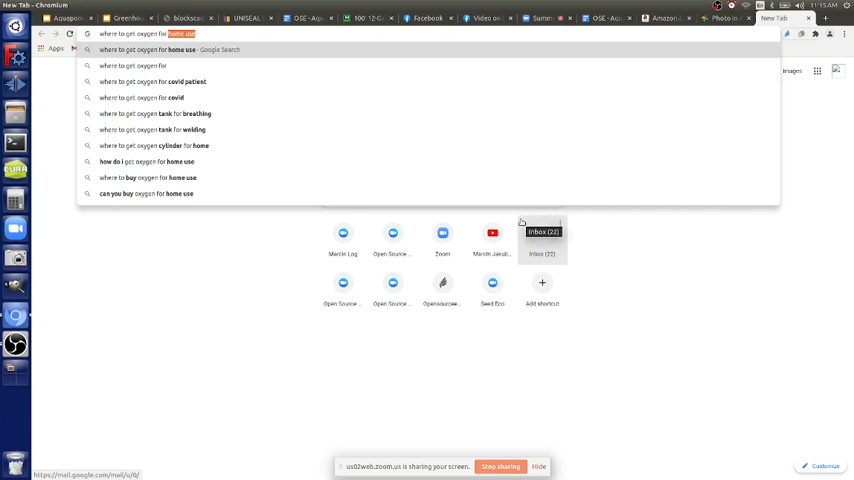 New Tab - Chromium
11:15 AM
Aquapon
Greenhou
blockscad
UNISEAL
OSE - Aqu
100' 12-G
Facebook
Video on
Summ
OSE - Aqu
Amazon.c
Photo in A
New Tab
where to get oxygen for home use
Apps
where to get oxygen for home use - Google Search
where to get oxygen for
where to get oxygen for covid patient
where to get oxygen for covid
where to get oxygen tank for breathing
where to get oxygen tank for welding
where to get oxygen cylinder for home
how do i get oxygen for home use
where to buy oxygen for home use
can you buy oxygen for home use
Images
CURA
Inbox (22)
Marcin Log
Open Source ...
Zoom
Marcin Jakub...
Inbox (22)
Open Source ...
Open Source ...
Opensourcee...
Seed Eco
Add shortcut
us02web.zoom.us is sharing your screen.
Stop sharing
Hide
Customize
https://mail.google.com/mail/u/0/